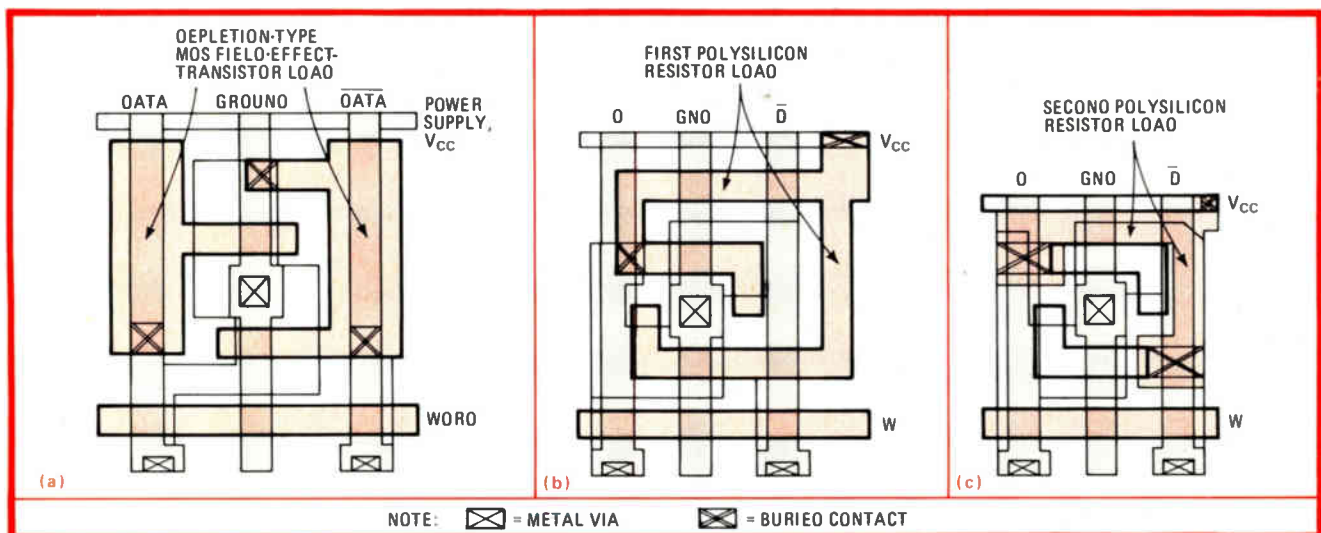 OEPLETION-TYPE
MOS FIELO-EFFECT-
TRANSISTOR LOAO
OATA
GROUNO
OATA
POWER
SUPPLY,
VCC
WORO
(a)
FIRST POLYSILICON
RESISTOR LOAO
O
GNO
D̅
VCC
W
(b)
SECOND POLYSILICON
RESISTOR LOAO
O
GNO
D̅
VCC
W
(c)
NOTE: = METAL VIA = BURIEO CONTACT